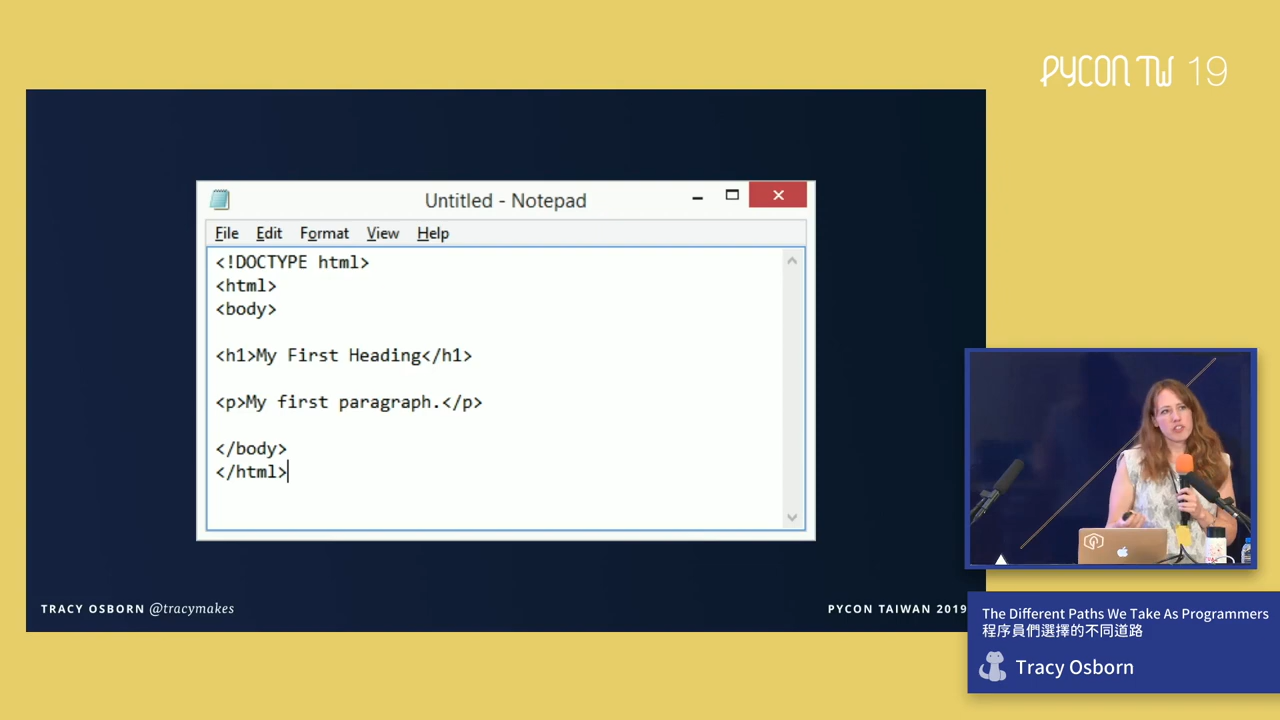 PYCON TW 19
Untitled - Notepad
File Edit Format View Help
<!DOCTYPE html>
<html>
<body>
<h1>My First Heading</h1>
<p>My first paragraph.</p>
</body>
</html>
TRACY OSBORN @tracymakes
PYCON TAIWAN 2019
The Different Paths We Take As Programmers
程序員們選擇的不同道路
Tracy Osborn